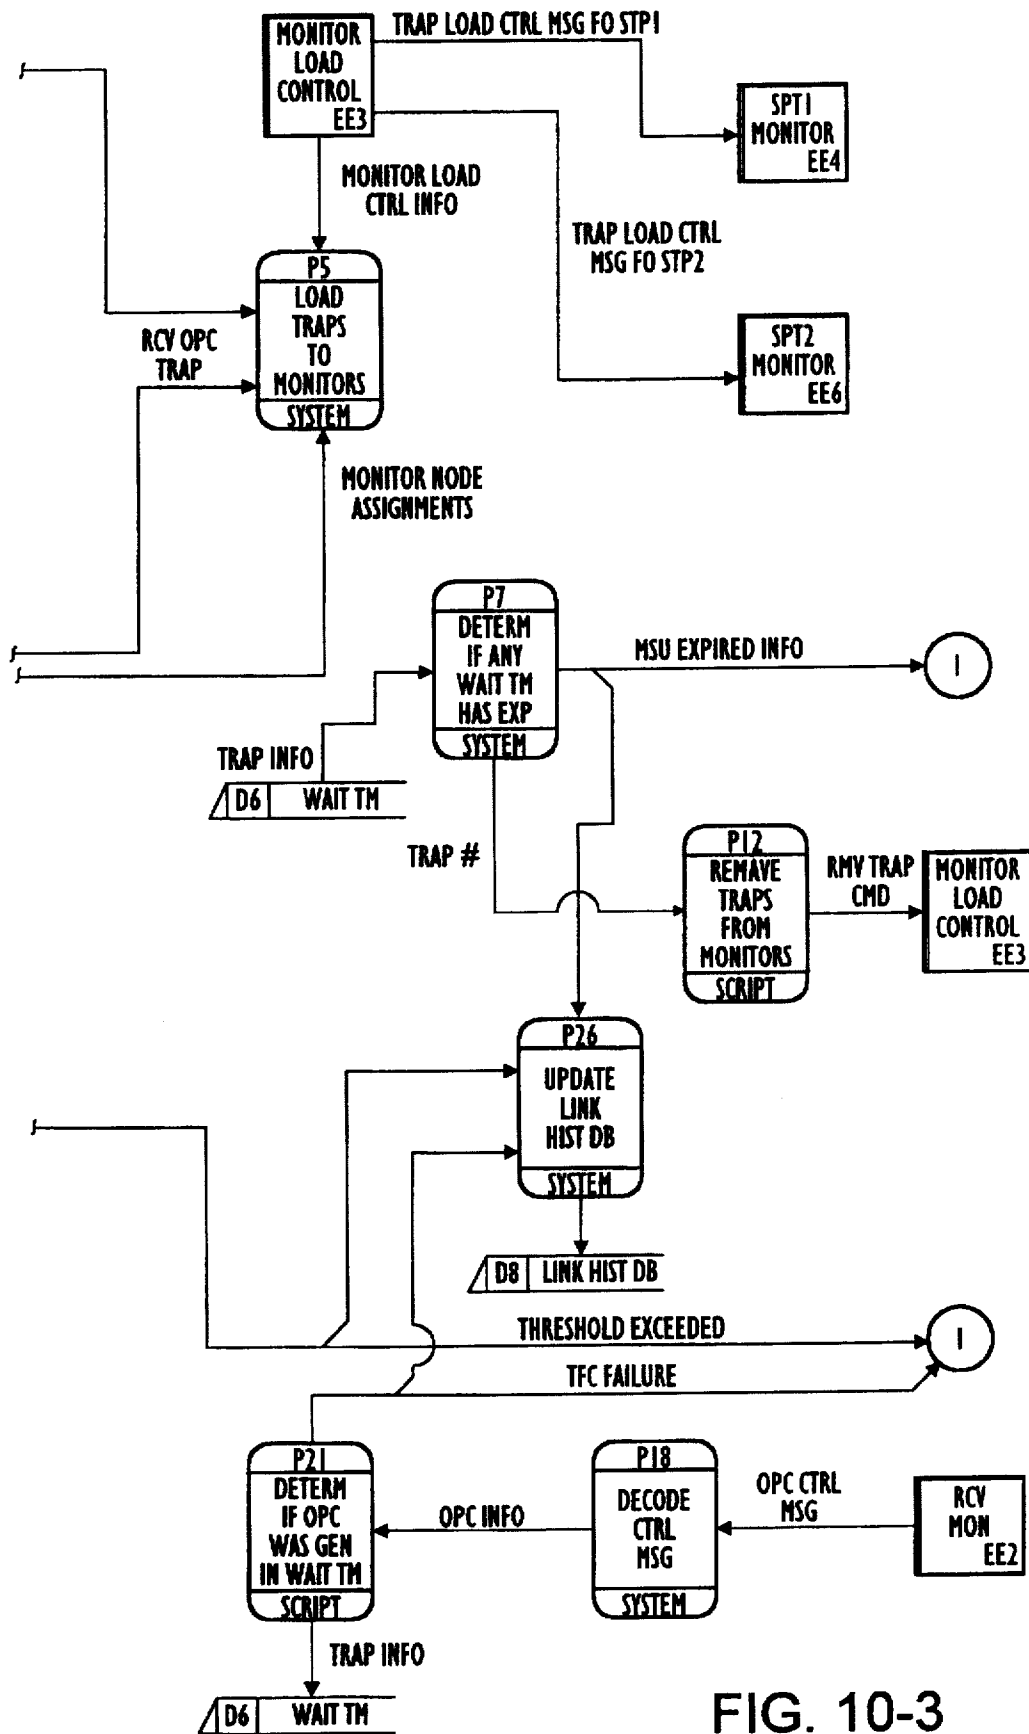 TRAP LOAD CTRL MSG FO STP1
MONITOR
LOAD
CONTROL
EE3
SPT1
MONITOR
EE4
MONITOR LOAD
CTRL INFO
TRAP LOAD CTRL
MSG FO STP2
P5
LOAD
TRAPS
TO
MONITORS
SYSTEM
RCV OPC
TRAP
SPT2
MONITOR
EE6
MONITOR NODE
ASSIGNMENTS
P7
DETERM
IF ANY
WAIT TM
HAS EXP
SYSTEM
MSU EXPIRED INFO
1
TRAP INFO
D6 WAIT TM
TRAP #
P12
REMAVE
TRAPS
FROM
MONITORS
SCRIPT
RMV TRAP
CMD
MONITOR
LOAD
CONTROL
EE3
P26
UPDATE
LINK
HIST DB
SYSTEM
D8 LINK HIST DB
THRESHOLD EXCEEDED
1
TFC FAILURE
P21
DETERM
IF OPC
WAS GEN
IN WAIT TM
SCRIPT
OPC INFO
P18
DECODE
CTRL
MSG
SYSTEM
OPC CTRL
MSG
RCV
MON
EE2
TRAP INFO
D6 WAIT TM
FIG. 10-3